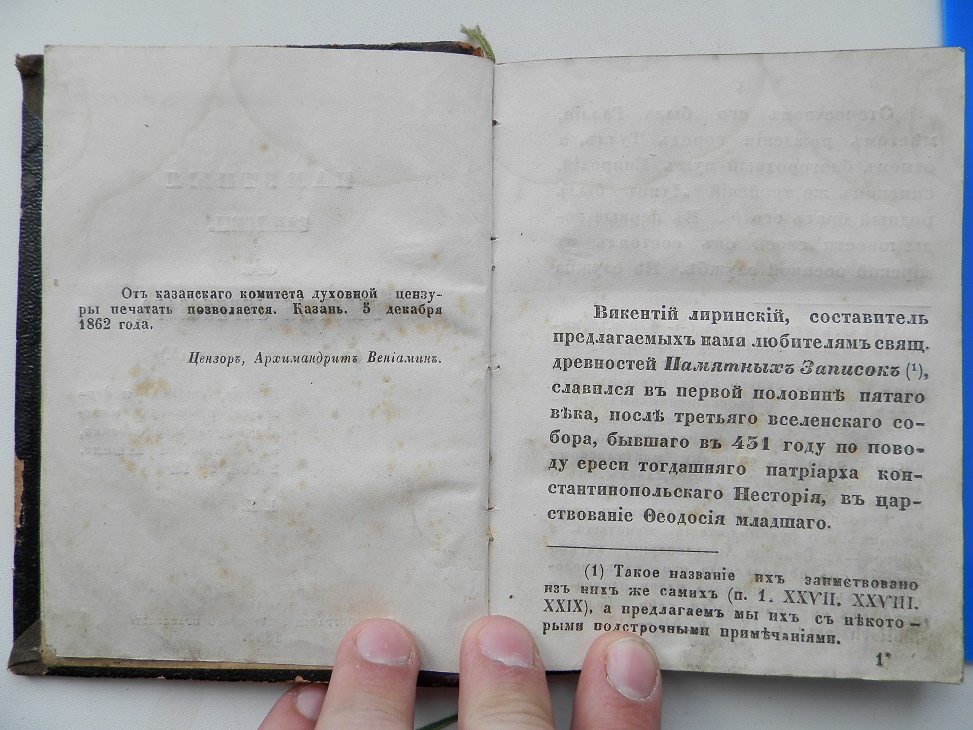 Отъ казанскаго комитета духовной цензу-
ры печатать позволяется. Казань. 5 декабря
1862 года.
Цензоръ, Архимандритъ Веніаминъ.
Викентій лиринскій, составитель
предлагаемыхъ нами любителямъ свящ.
древностей Памятныхъ Записокъ (¹),
славился въ первой половинѣ пятаго
вѣка, послѣ третьяго вселенскаго со-
бора, бывшаго въ 431 году по пово-
ду ереси тогдашняго патріарха кон-
стантинопольскаго Несторія, въ цар-
ствованіе Ѳеодосія младшаго.
(1) Такое названіе ихъ заимствовано
изъ нихъ же самихъ (п. 1. XXVII. XXVIII.
XXIX), а предлагаемъ мы ихъ съ нѣкото-
рыми подстрочными примѣчаніями.
1*